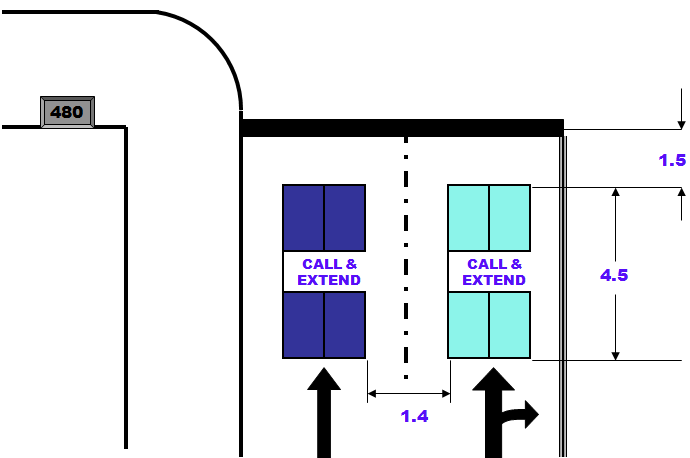 480
1.5
CALL &
EXTEND
CALL &
EXTEND
4.5
1.4